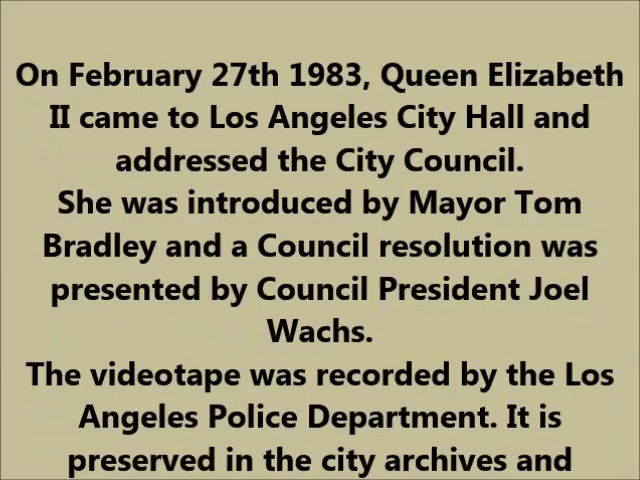 On February 27th 1983, Queen Elizabeth
II came to Los Angeles City Hall and
addressed the City Council.
She was introduced by Mayor Tom
Bradley and a Council resolution was
presented by Council President Joel
Wachs.
The videotape was recorded by the Los
Angeles Police Department. It is
preserved in the city archives and